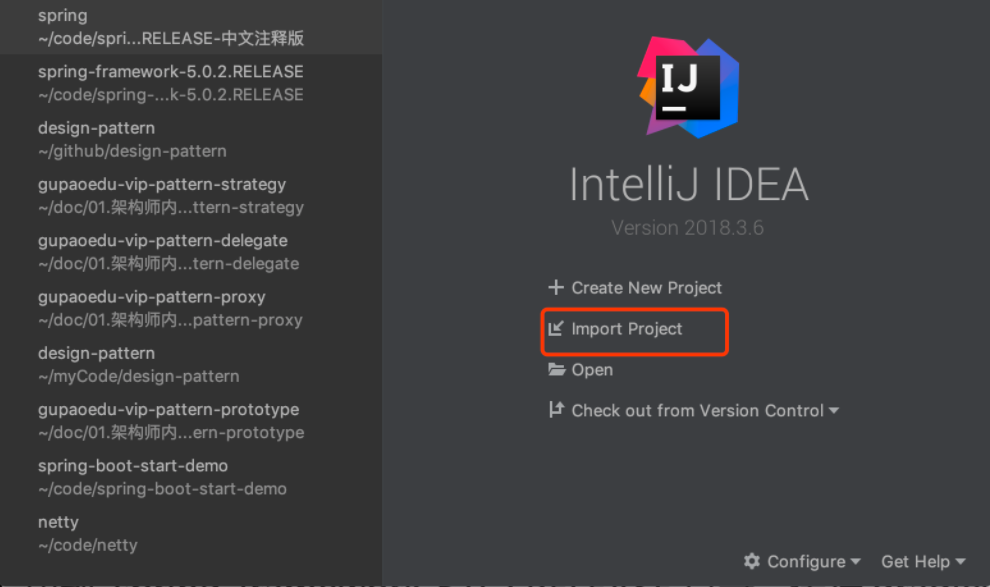 spring
~/code/spri...RELEASE-中文注释版
spring-framework-5.0.2.RELEASE
~/code/spring-...k-5.0.2.RELEASE
design-pattern
~/github/design-pattern
gupaoedu-vip-pattern-strategy
~/doc/01.架构师内...ttern-strategy
gupaoedu-vip-pattern-delegate
~/doc/01.架构师内...tern-delegate
gupaoedu-vip-pattern-proxy
~/doc/01.架构师内...pattern-proxy
design-pattern
~/myCode/design-pattern
gupaoedu-vip-pattern-prototype
~/doc/01.架构师内...ern-prototype
spring-boot-start-demo
~/code/spring-boot-start-demo
netty
~/code/netty
IJ
IntelliJ IDEA
Version 2018.3.6
Create New Project
Import Project
Open
Check out from Version Control
Configure
Get Help